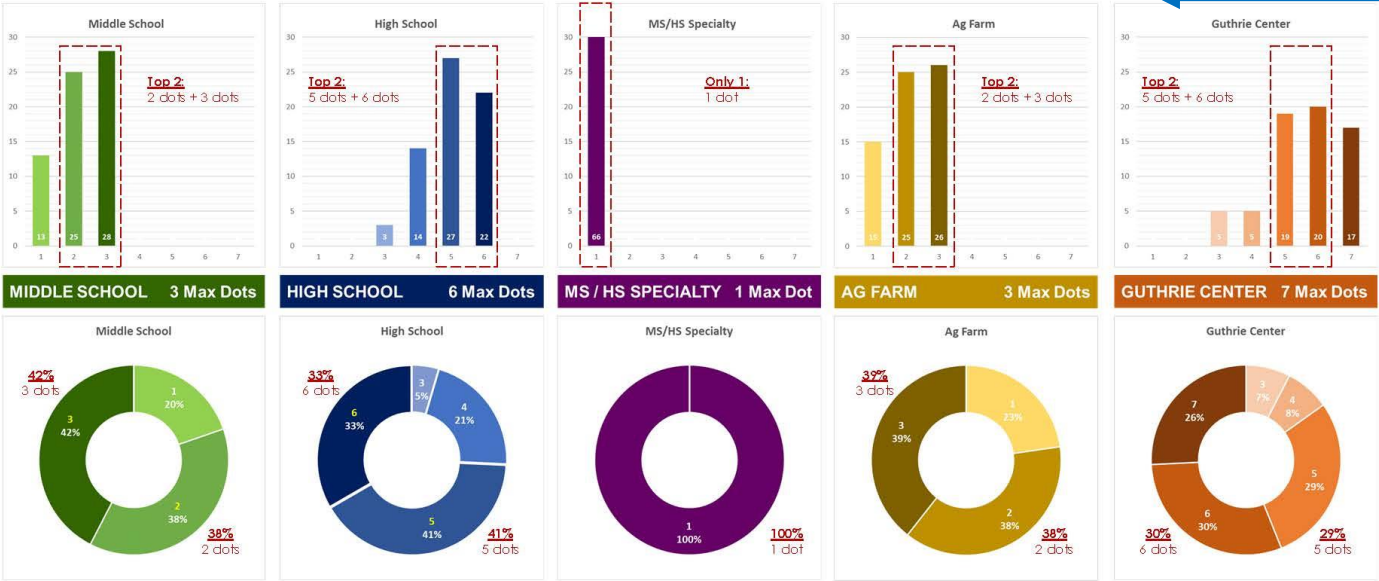 Middle School
30
25
20
15
10
5
0
Top 2:
2 dots + 3 dots
13
25
28
1 2 3 4 5 6 7
High School
30
25
20
15
10
5
0
Top 2:
5 dots + 6 dots
3
14
27
22
1 2 3 4 5 6 7
MS/HS Specialty
30
25
20
15
10
5
0
Only 1:
1 dot
66
1 2 3 4 5 6 7
Ag Farm
30
25
20
15
10
5
0
Top 2:
2 dots + 3 dots
15
25
26
1 2 3 4 5 6 7
Guthrie Center
30
25
20
15
10
5
0
Top 2:
5 dots + 6 dots
5
5
19
20
17
1 2 3 4 5 6 7
MIDDLE SCHOOL 3 Max Dots
HIGH SCHOOL 6 Max Dots
MS / HS SPECIALTY 1 Max Dot
AG FARM 3 Max Dots
GUTHRIE CENTER 7 Max Dots
Middle School
42%
3 dots
1
20%
3
42%
2
38%
38%
2 dots
High School
33%
6 dots
3
5%
4
21%
6
33%
5
41%
41%
5 dots
MS/HS Specialty
1
100%
100%
1 dot
Ag Farm
39%
3 dots
1
23%
3
39%
2
38%
38%
2 dots
Guthrie Center
3
7%
4
8%
7
26%
5
29%
6
30%
30%
6 dots
29%
5 dots